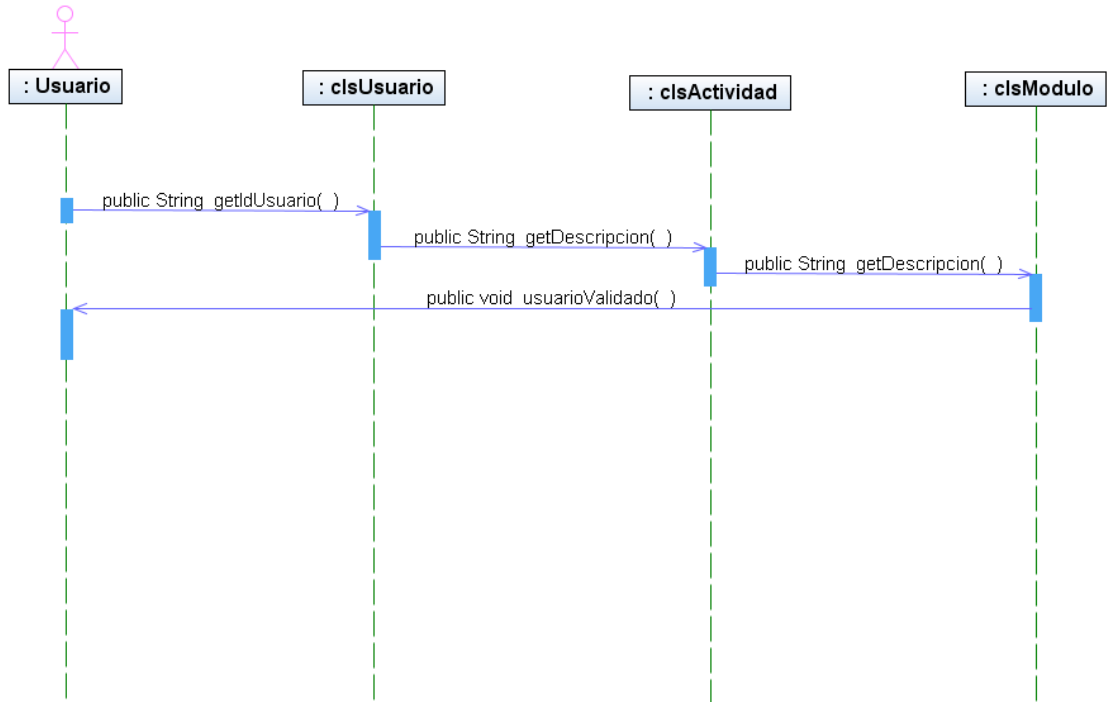 : Usuario
: clsUsuario
: clsActividad
: clsModulo
public String getIdUsuario( )
public String getDescripcion( )
public String getDescripcion( )
public void usuarioValidado( )